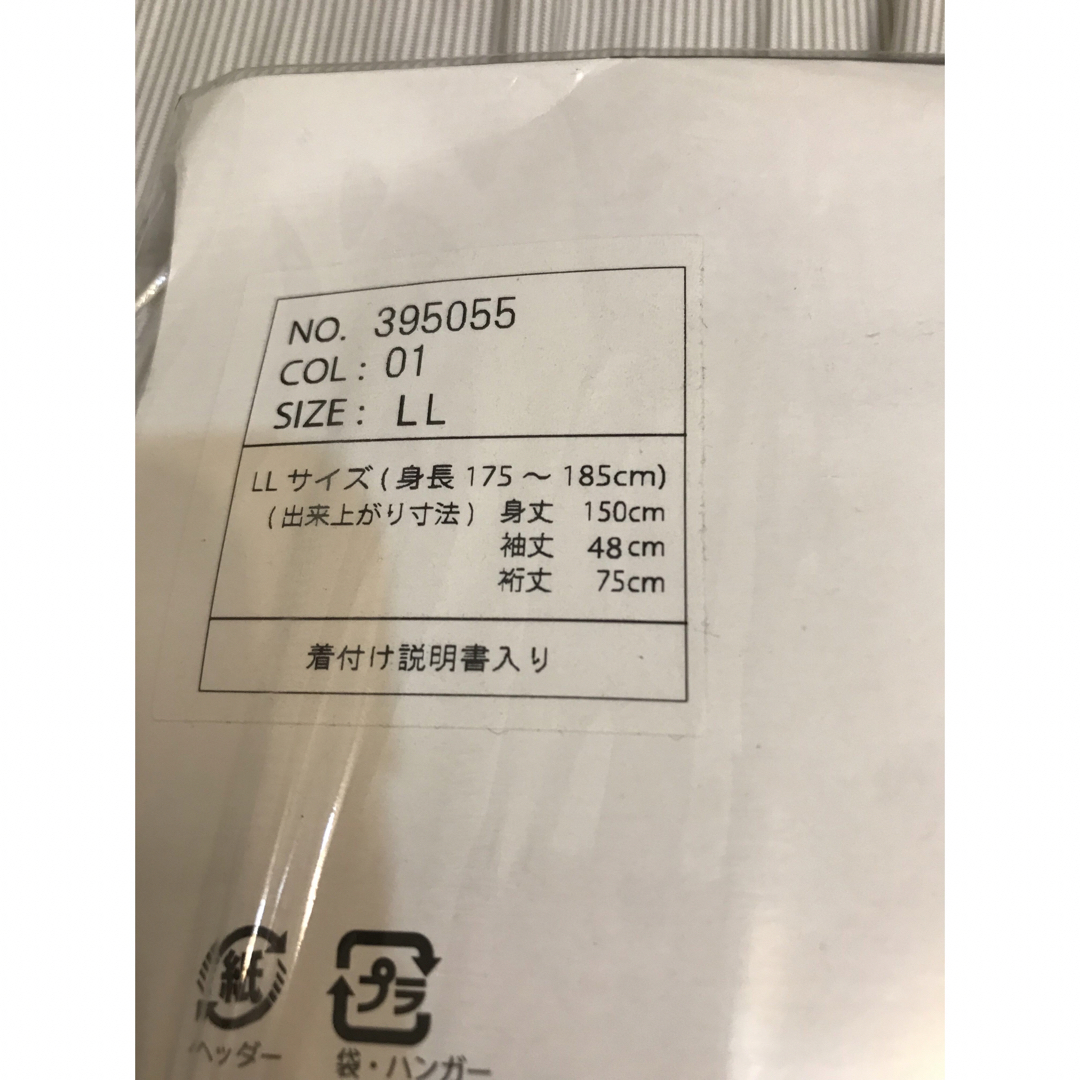 NO. 395055
COL : 01
SIZE : LL
LL サイズ ( 身長 175 ～ 185cm)
( 出来上がり寸法 ) 身丈 150cm
袖丈 48cm
裄丈 75cm
着付け説明書入り
紙 プラ
ヘッダー 袋・ハンガー